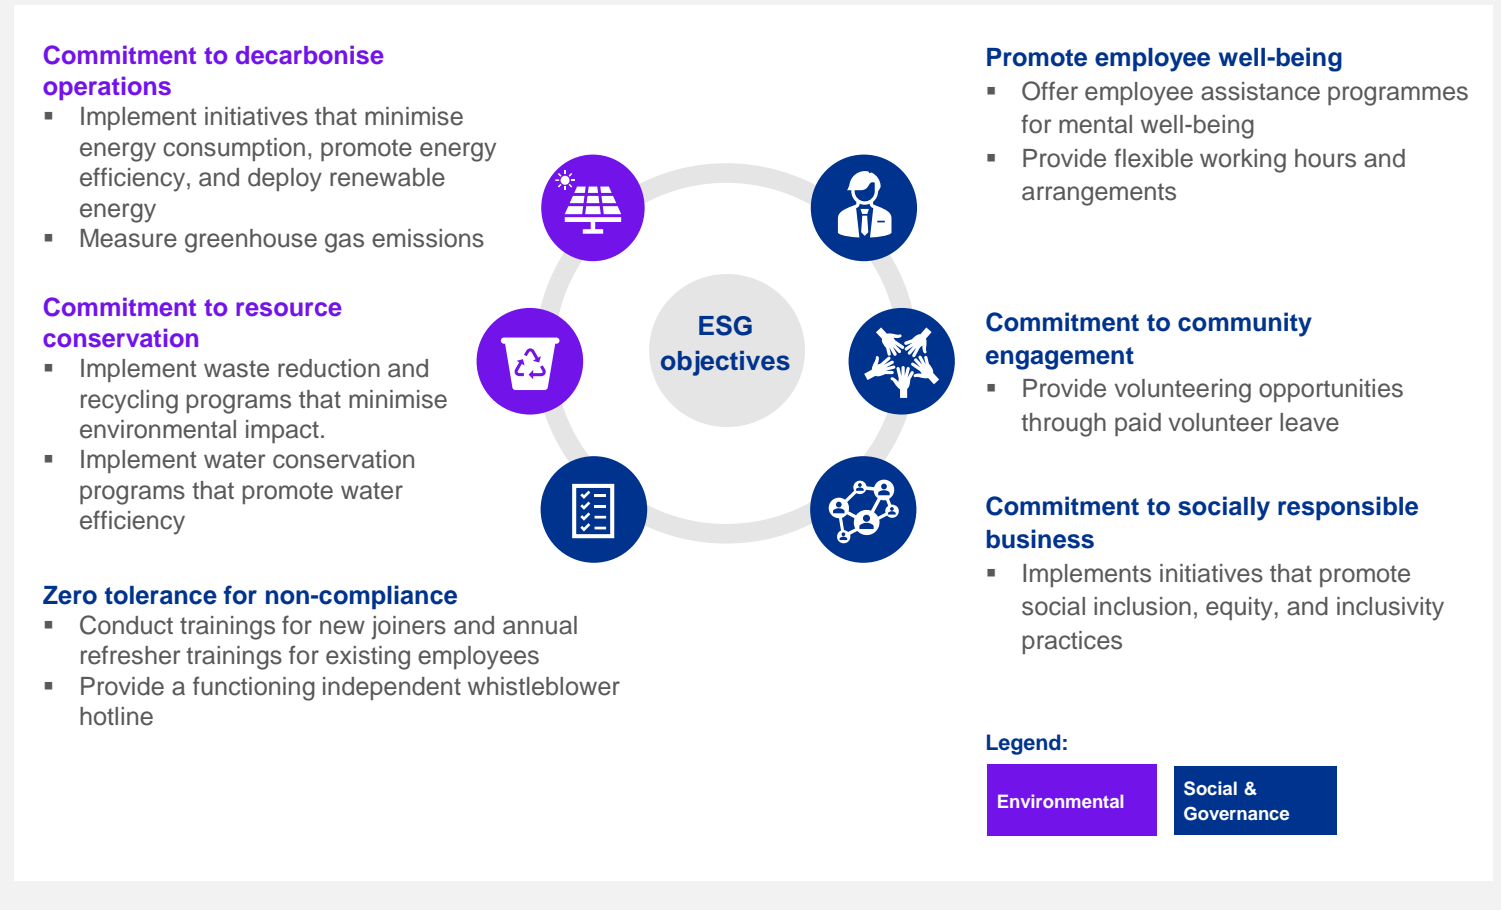 Commitment to decarbonise
operations
▪ Implement initiatives that minimise
energy consumption, promote energy
efficiency, and deploy renewable
energy
▪ Measure greenhouse gas emissions
Commitment to resource
conservation
▪ Implement waste reduction and
recycling programs that minimise
environmental impact.
▪ Implement water conservation
programs that promote water
efficiency
Zero tolerance for non-compliance
▪ Conduct trainings for new joiners and annual
refresher trainings for existing employees
▪ Provide a functioning independent whistleblower
hotline
ESG
objectives
Promote employee well-being
▪ Offer employee assistance programmes
for mental well-being
▪ Provide flexible working hours and
arrangements
Commitment to community
engagement
▪ Provide volunteering opportunities
through paid volunteer leave
Commitment to socially responsible
business
▪ Implements initiatives that promote
social inclusion, equity, and inclusivity
practices
Legend:
Environmental
Social &
Governance